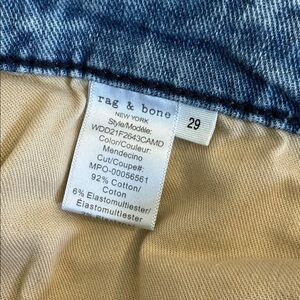 rag & bone
NEW YORK
Style/Modèle:
WDD21F2643CAMD
Color/Couleur:
Mendecino
Cut/Coupe#:
MPO-00056561
92% Cotton/
Coton
6% Elastomultiester/
Élastomultiester
29